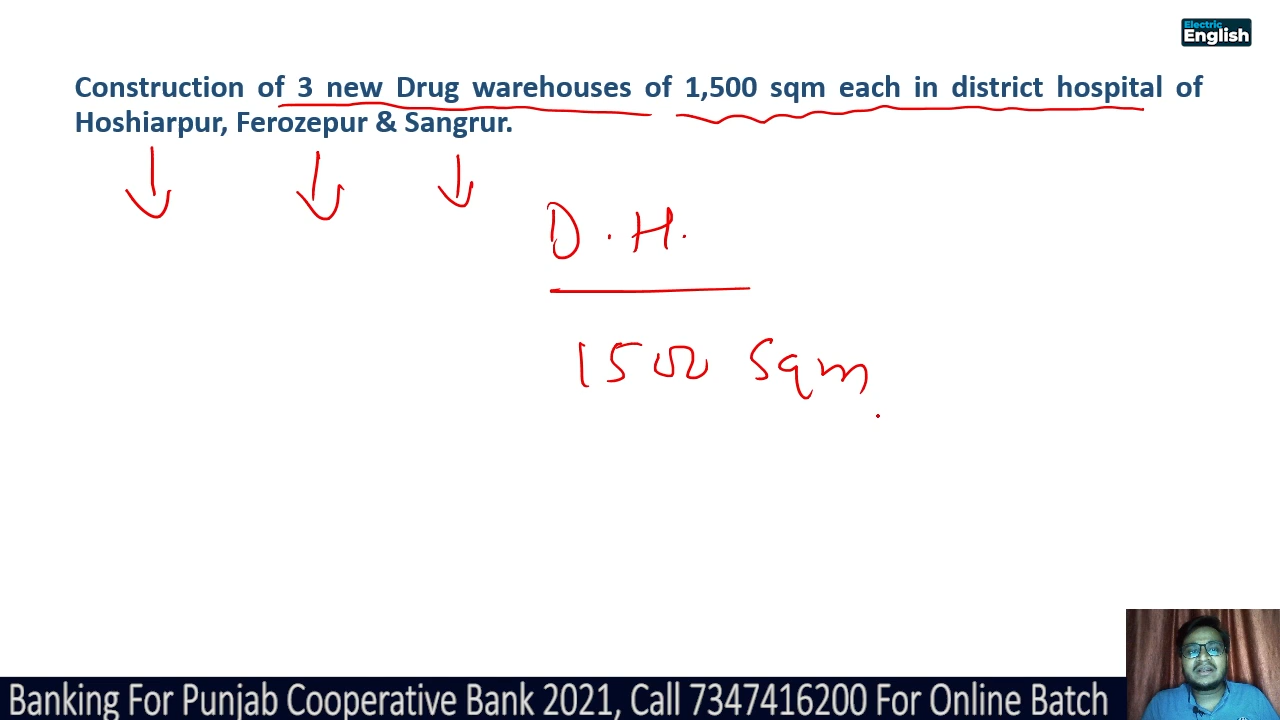 Electric
English
Construction of 3 new Drug warehouses of 1,500 sqm each in district hospital of
Hoshiarpur, Ferozepur & Sangrur.
D.H.
1500 Sqm.
Banking For Punjab Cooperative Bank 2021, Call 7347416200 For Online Batch